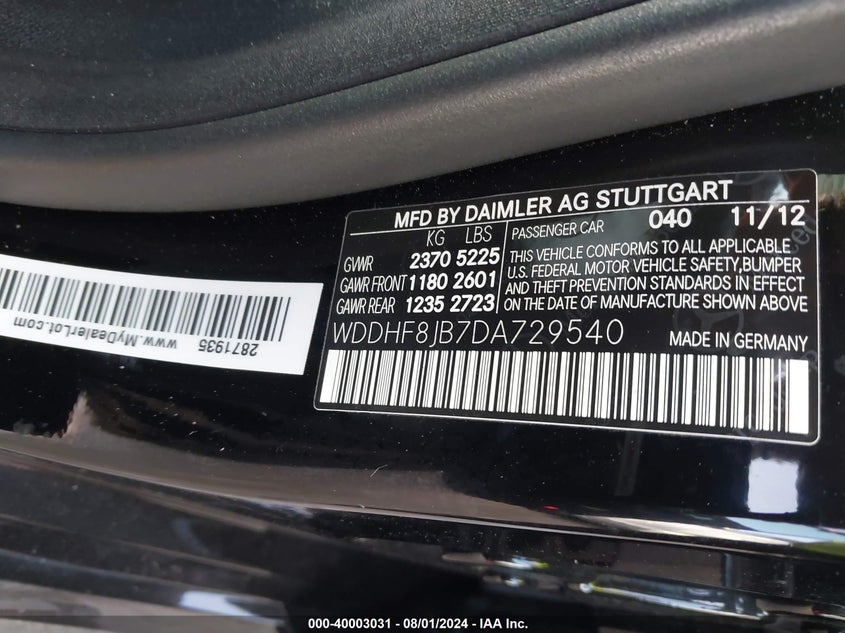 MFD BY DAIMLER AG STUTTGART
KG LBS
GVWR 2370 5225
GAWR FRONT 1180 2601
GAWR REAR 1235 2723
PASSENGER CAR 040 11/12
THIS VEHICLE CONFORMS TO ALL APPLICABLE
U.S. FEDERAL MOTOR VEHICLE SAFETY,BUMPER
AND THEFT PREVENTION STANDARDS IN EFFECT
ON THE DATE OF MANUFACTURE SHOWN ABOVE
WDDHF8JB7DA729540
MADE IN GERMANY
www.MyDealerLot.com
2871935
000-40003031 - 08/01/2024 - IAA Inc.